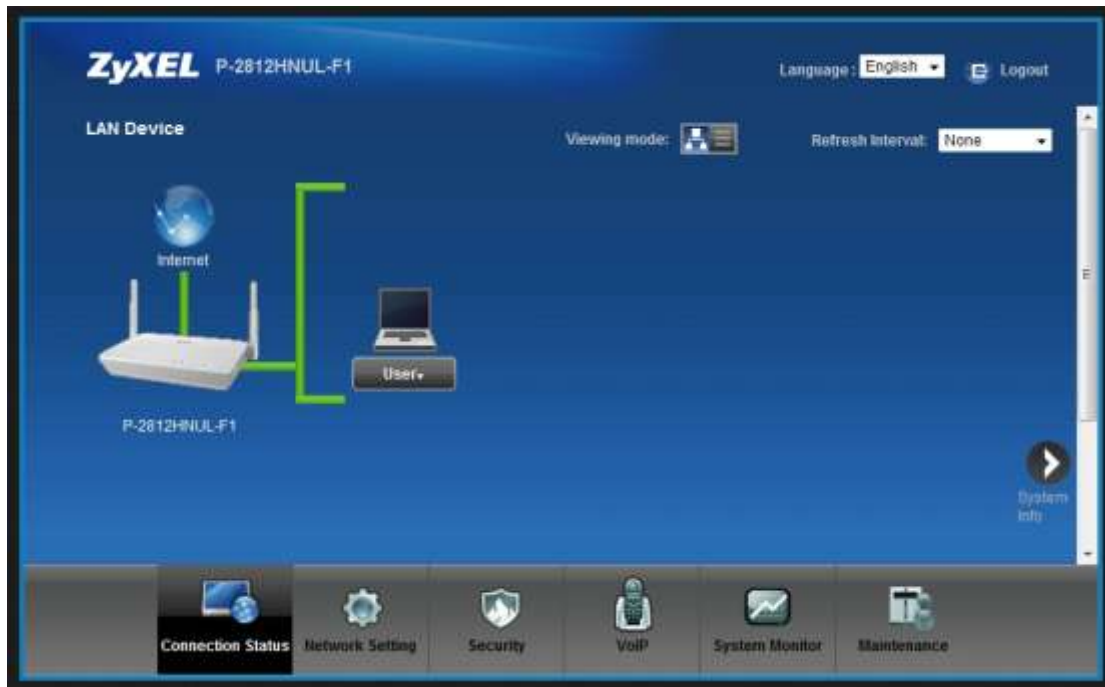 ZyXEL P-2812HNUL-F1
Language : English
Logout
LAN Device
Viewing mode:
Refresh Interval: None
Internet
User
P-2812HNUL-F1
System
Info
Connection Status
Network Setting
Security
VoIP
System Monitor
Maintenance